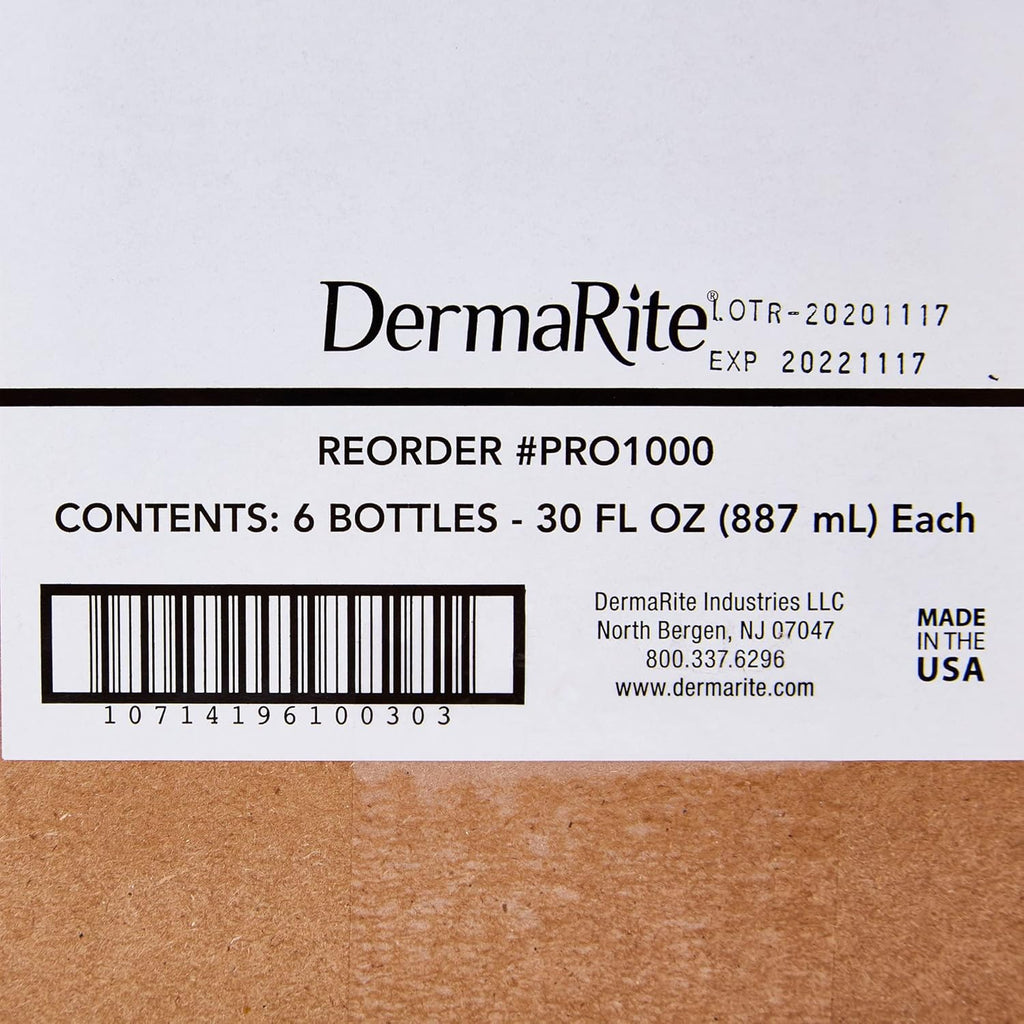 DermaRite® LOTR-20201117
EXP 20221117
REORDER #PRO1000
CONTENTS: 6 BOTTLES - 30 FL OZ (887 mL) Each
10714196100303
DermaRite Industries LLC
North Bergen, NJ 07047
800.337.6296
www.dermarite.com
MADE
IN THE
USA